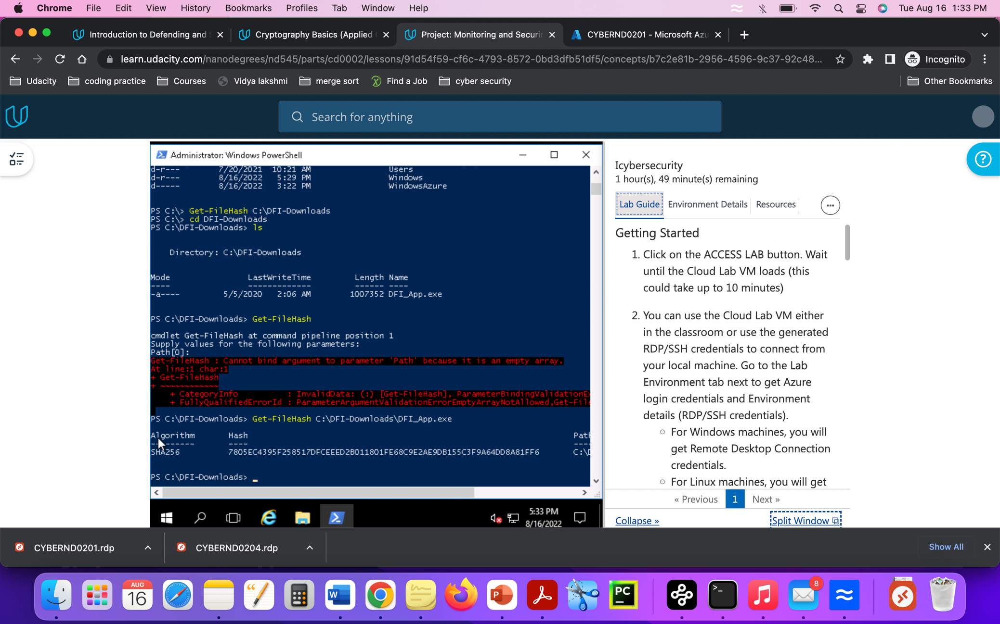 Chrome File Edit View History Bookmarks Profiles Tab Window Help Tue Aug 16 1:33 PM
Introduction to Defending and Cryptography Basics (Applied Project: Monitoring and Securi CYBERND0201 - Microsoft Azu
learn.udacity.com/nanodegrees/nd545/parts/cd0002/lessons/91d54f59-cf6c-4793-8572-0bd3dfb51df5/concepts/b7c2e81b-2956-4596-9c37-92c48... Incognito
Udacity coding practice Courses Vidya lakshmi merge sort Find a Job cyber security Other Bookmarks
Search for anything
Administrator: Windows PowerShell
d-r--- 7/20/2021 10:21 AM Users
d-r--- 8/16/2022 5:29 PM Windows
d----- 8/16/2022 3:22 PM WindowsAzure
PS C:\> Get-FileHash C:\DFI-Downloads
PS C:\> cd DFI-Downloads
PS C:\DFI-Downloads> ls
Directory: C:\DFI-Downloads
Mode LastWriteTime Length Name
---- ------------- ------ ----
-a---- 5/5/2020 2:06 AM 1007352 DFI_App.exe
PS C:\DFI-Downloads> Get-FileHash
cmdlet Get-FileHash at command pipeline position 1
Supply values for the following parameters:
Path[0]:
Get-FileHash : Cannot bind argument to parameter 'Path' because it is an empty array.
At line:1 char:1
+ Get-FileHash
+ ~~~~~~~~~~~~
+ CategoryInfo : InvalidData: (:) [Get-FileHash], ParameterBindingValidationEx
+ FullyQualifiedErrorId : ParameterArgumentValidationErrorEmptyArrayNotAllowed,Get-File
PS C:\DFI-Downloads> Get-FileHash C:\DFI-Downloads\DFI_App.exe
Algorithm Hash Path
--------- ---- ----
SHA256 7805EC4395F258517DFCEEED2B011801FE68C9E2AE9DB155C3F9A64DD8A81FF6 C:\D
PS C:\DFI-Downloads> _
5:33 PM
8/16/2022
Icybersecurity
1 hour(s), 49 minute(s) remaining
Lab Guide Environment Details Resources ...
Getting Started
1. Click on the ACCESS LAB button. Wait
until the Cloud Lab VM loads (this
could take up to 10 minutes)
2. You can use the Cloud Lab VM either
in the classroom or use the generated
RDP/SSH credentials to connect from
your local machine. Go to the Lab
Environment tab next to get Azure
login credentials and Environment
details (RDP/SSH credentials).
○ For Windows machines, you will
get Remote Desktop Connection
credentials.
○ For Linux machines, you will get
« Previous 1 Next »
Collapse » Split Window
CYBERND0201.rdp CYBERND0204.rdp Show All
AUG
16
W
P
PC
8